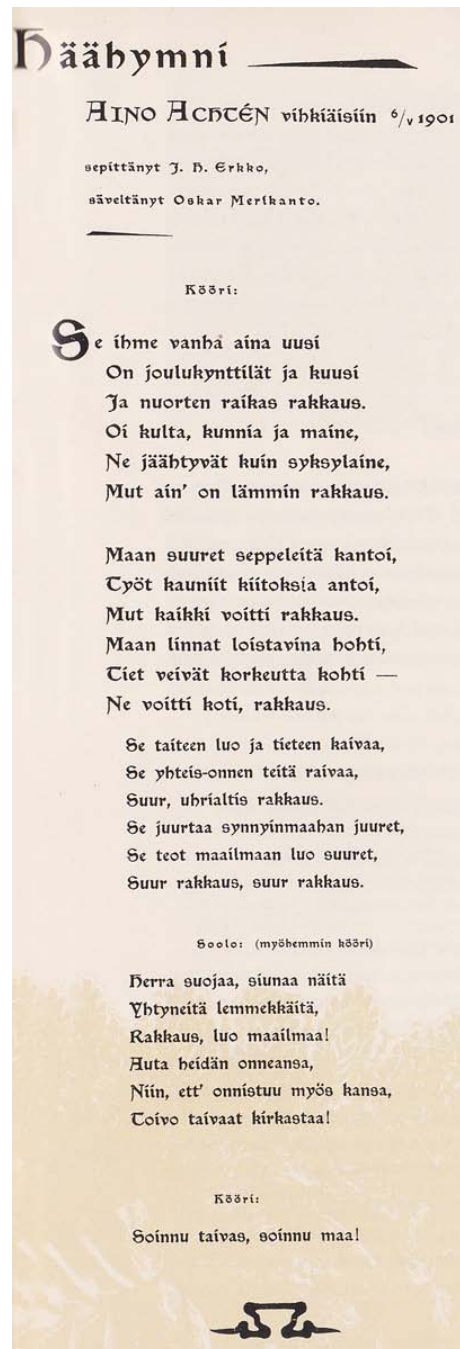 Häähymni
AINO ACHTÉN vihkiäisiin 6/V 1901
sepittänyt J. H. Erkko,
säveltänyt Oskar Merikanto.
Kööri:
Se ihme vanha aina uusi
On joulukynttilät ja kuusi
Ja nuorten raikas rakkaus.
Oi kulta, kunnia ja maine,
Ne jäähtyvät kuin syksylaine,
Mut ain' on lämmin rakkaus.
Maan suuret seppeleitä kantoi,
Työt kauniit kiitoksia antoi,
Mut kaikki voitti rakkaus.
Maan linnat loistavina hohti,
Tiet veivät korkeutta kohti —
Ne voitti koti, rakkaus.
Se taiteen luo ja tieteen kaivaa,
Se yhteis-onnen teitä raivaa,
Suur, uhrialtis rakkaus.
Se juurtaa synnyinmaahan juuret,
Se teot maailmaan luo suuret,
Suur rakkaus, suur rakkaus.
Soolo: (myöhemmin kööri)
Herra suojaa, siunaa näitä
Yhtyneitä lemmekkäitä,
Rakkaus, luo maailmaa!
Auta heidän onneansa,
Niin, ett' onnistuu myös kansa,
Toivo taivaat kirkastaa!
Kööri:
Soinnu taivas, soinnu maa!